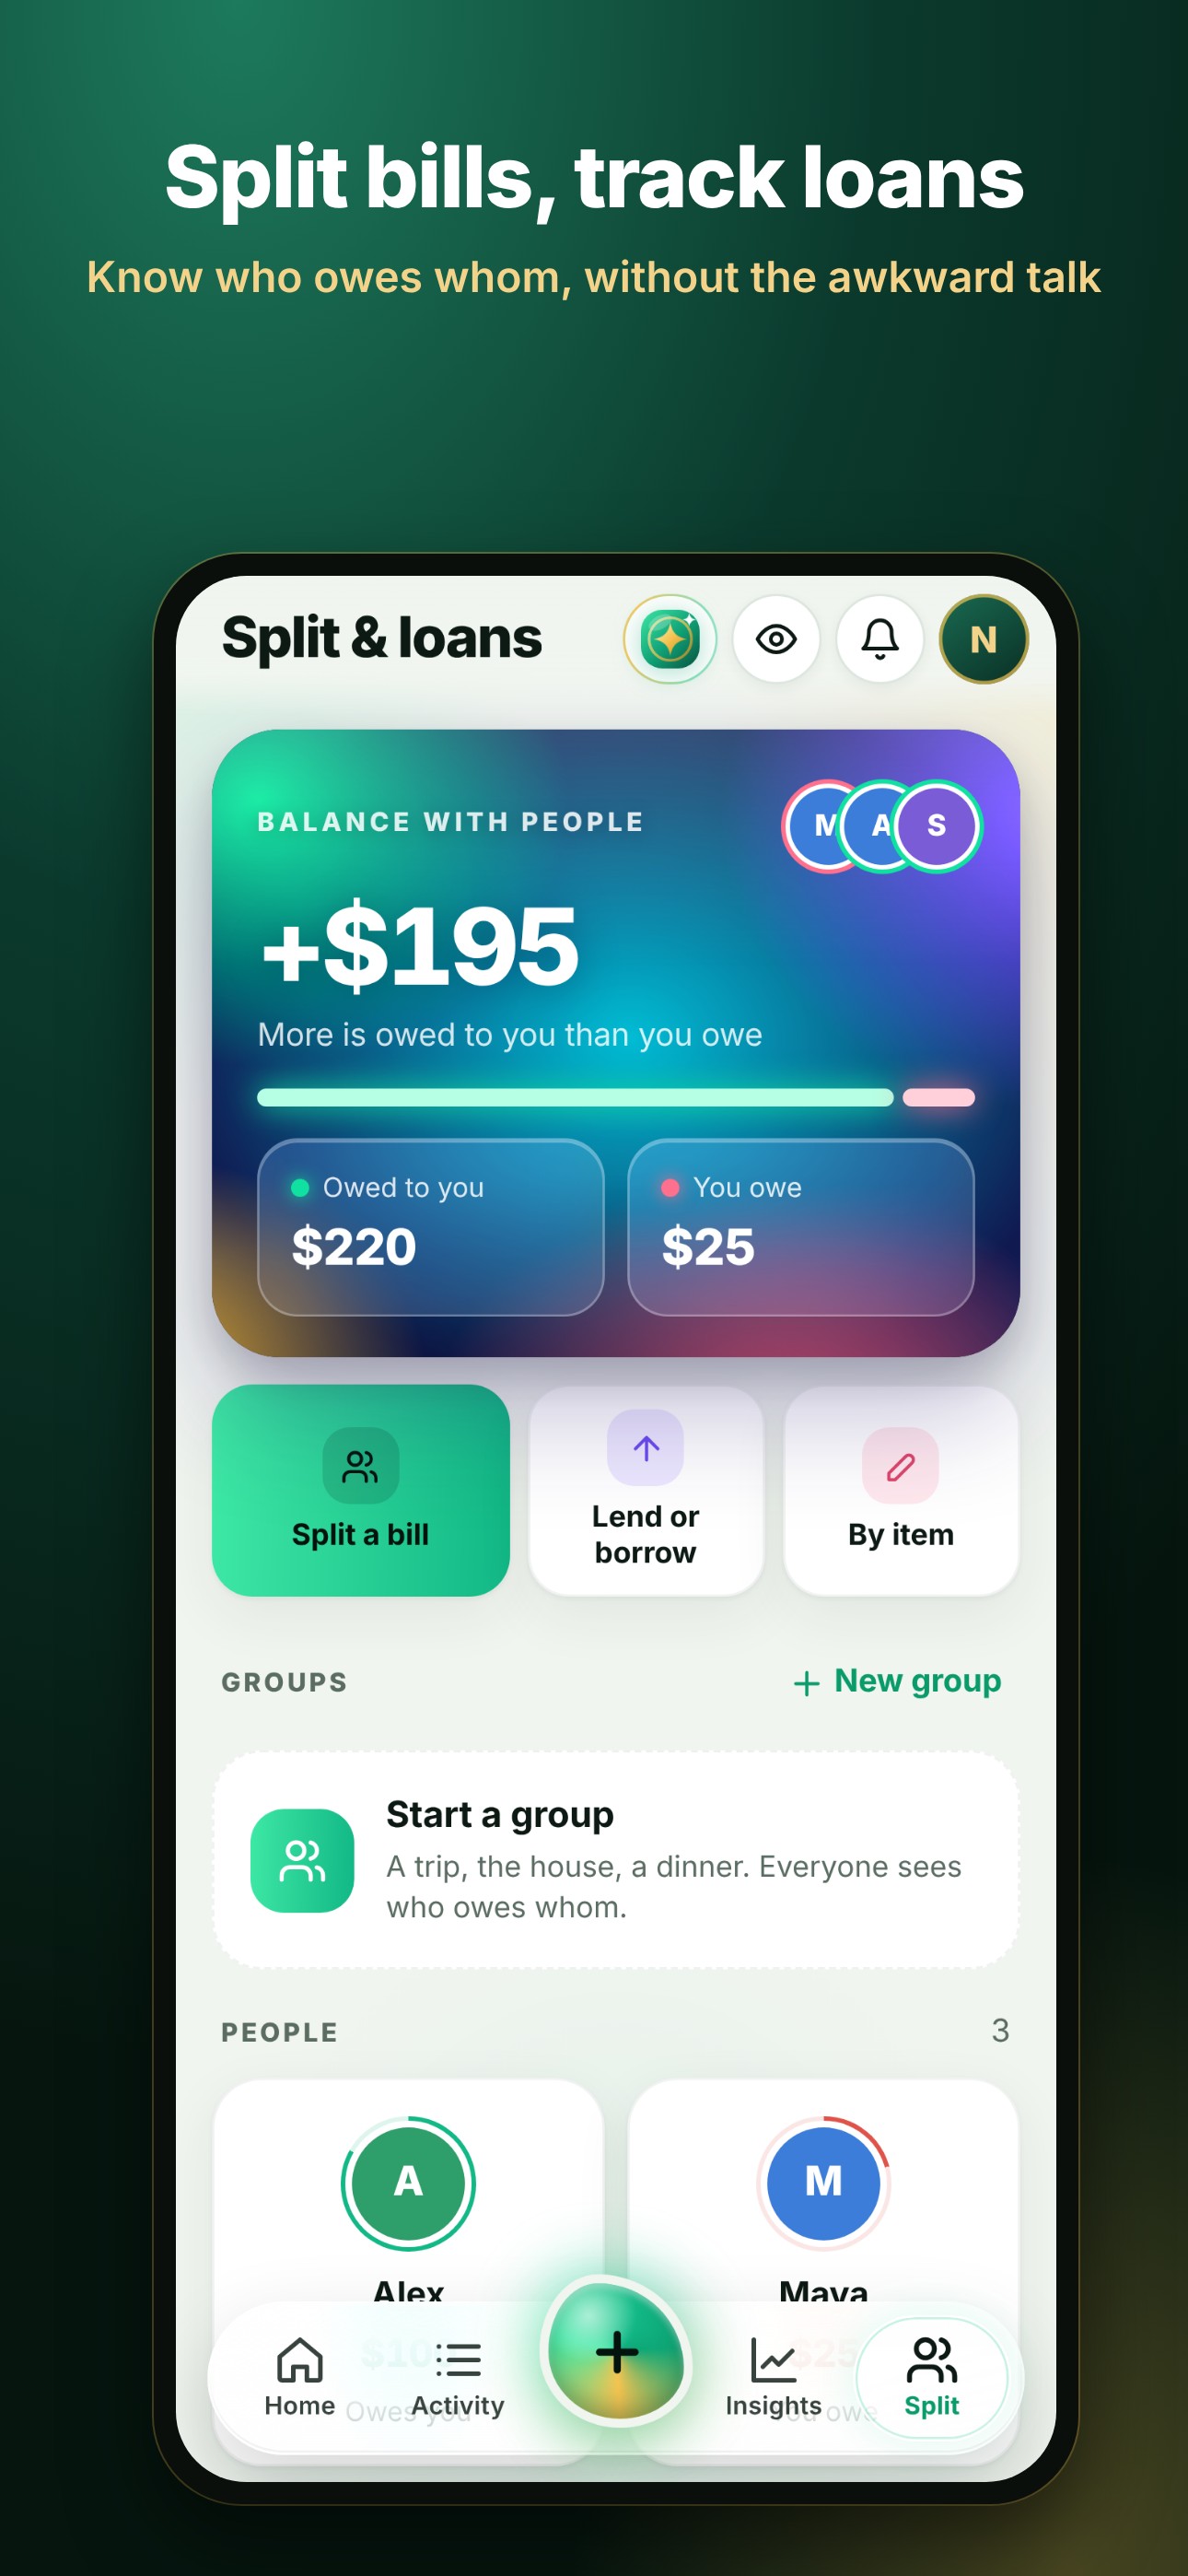 Split bills, track loans
Know who owes whom, without the awkward talk
Split & loans
N
BALANCE WITH PEOPLE
M A S
+$195
More is owed to you than you owe
Owed to you
You owe
$220
$25
Split a bill
Lend or
borrow
By item
GROUPS
+ New group
Start a group
A trip, the house, a dinner. Everyone sees
who owes whom.
PEOPLE
3
A
M
Alex
Maya
$25
Home
Owes you
Activity
Insights
Split